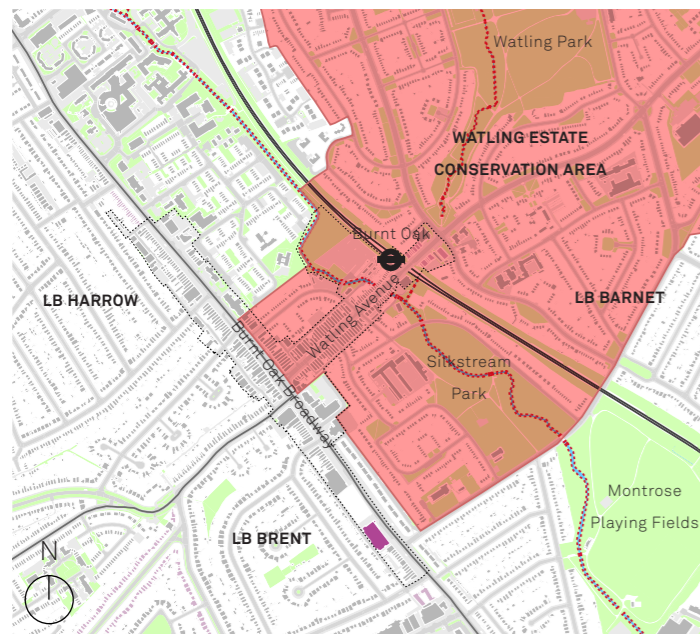 Watling Park
WATLING ESTATE
CONSERVATION AREA
Burnt Oak
LB HARROW
LB BARNET
Watling Avenue
Burnt Oak Broadway
Silkstream
Park
Montrose
Playing Fields
LB BRENT
N